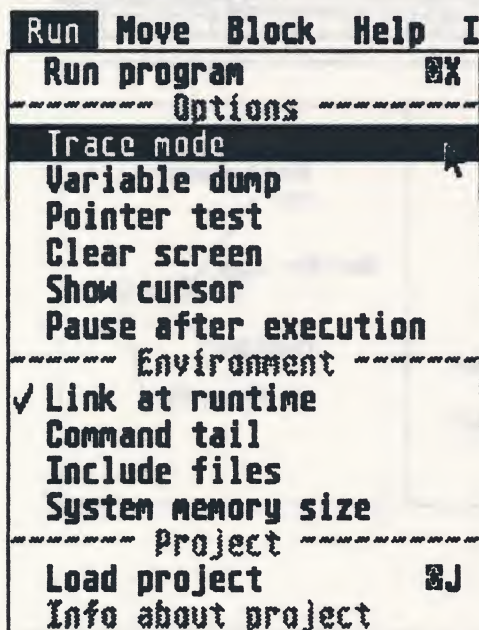 Run Move Block Help I
Run program X
Options
Trace mode
Variable dump
Pointer test
Clear screen
Show cursor
Pause after execution
Environment
✓ Link at runtime
Command tail
Include files
System memory size
Project
Load project J
Info about project